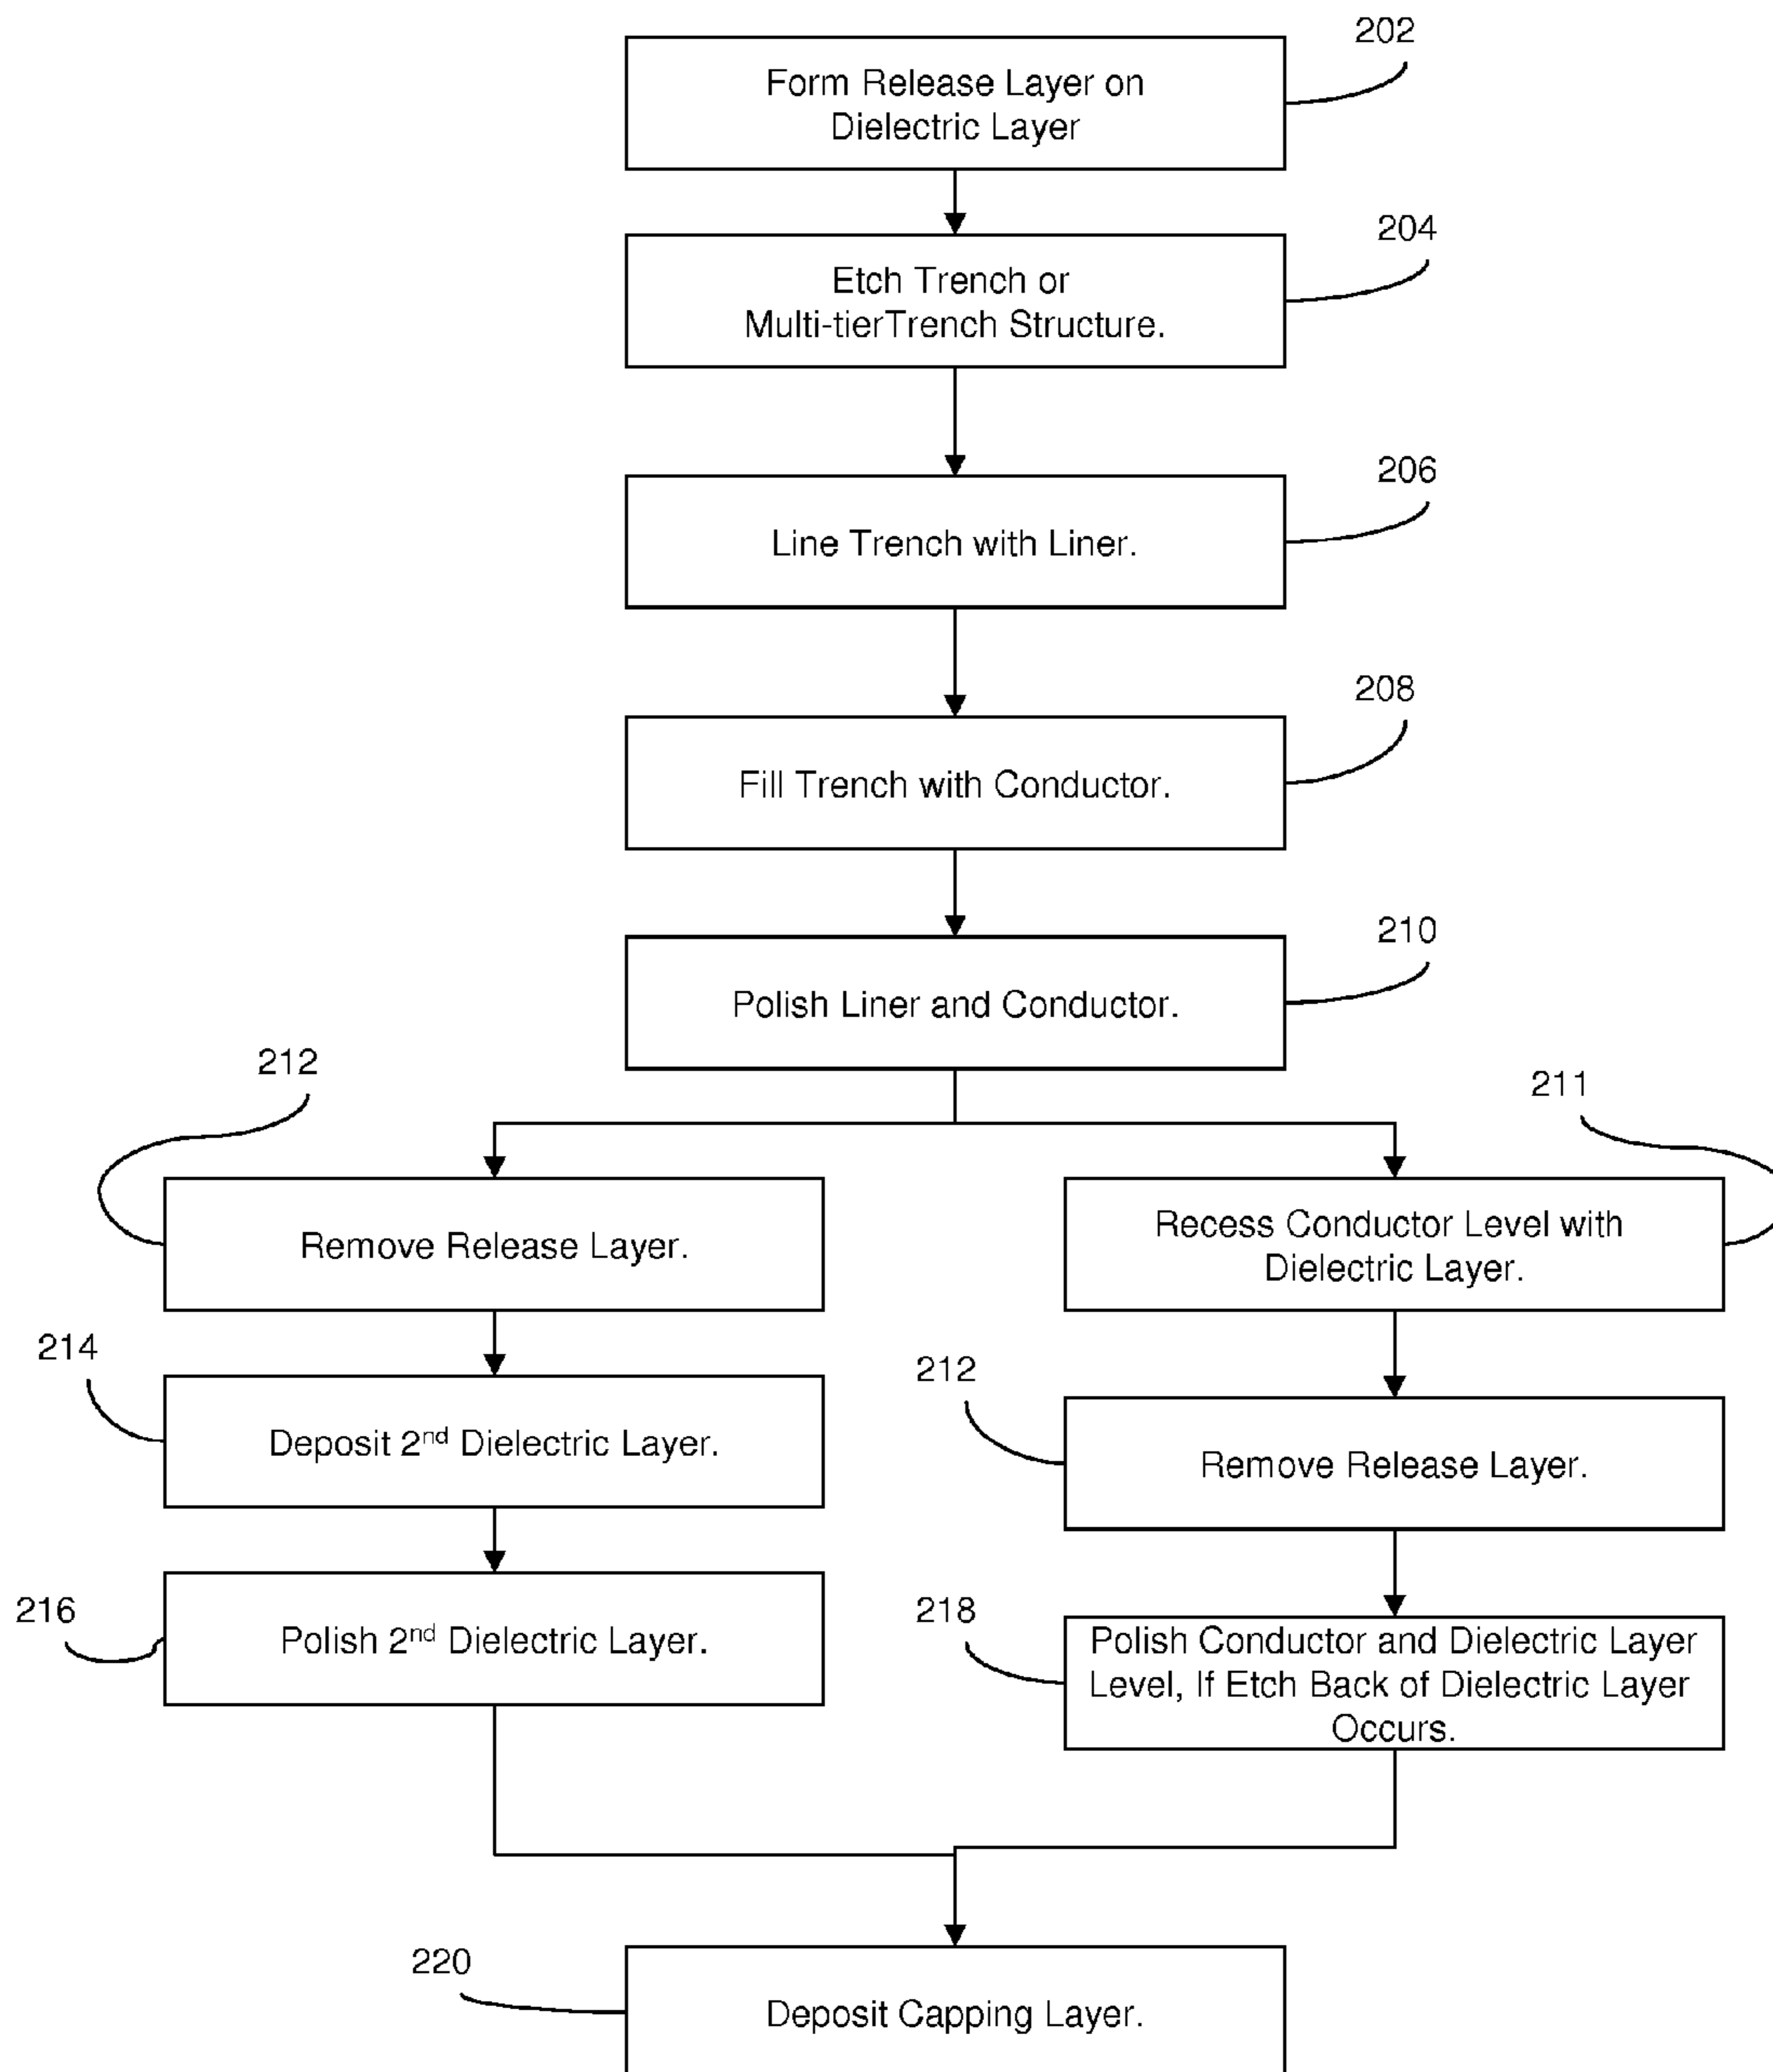 202
Form Release Layer on
Dielectric Layer
204
Etch Trench or
Multi-tierTrench Structure.
206
Line Trench with Liner.
208
Fill Trench with Conductor.
210
Polish Liner and Conductor.
212
211
Remove Release Layer.
Recess Conductor Level with
Dielectric Layer.
214
212
Deposit 2nd Dielectric Layer.
Remove Release Layer.
216
218
Polish 2nd Dielectric Layer.
Polish Conductor and Dielectric Layer
Level, If Etch Back of Dielectric Layer
Occurs.
220
Deposit Capping Layer.